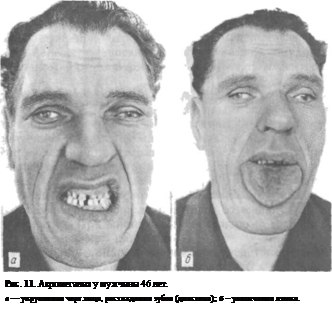 а
б
Рис. 11. Акромегалия у мужчины 46 лет.
а — укрупнение черт лица, расхождение зубов (диастема); б — увеличение языка.